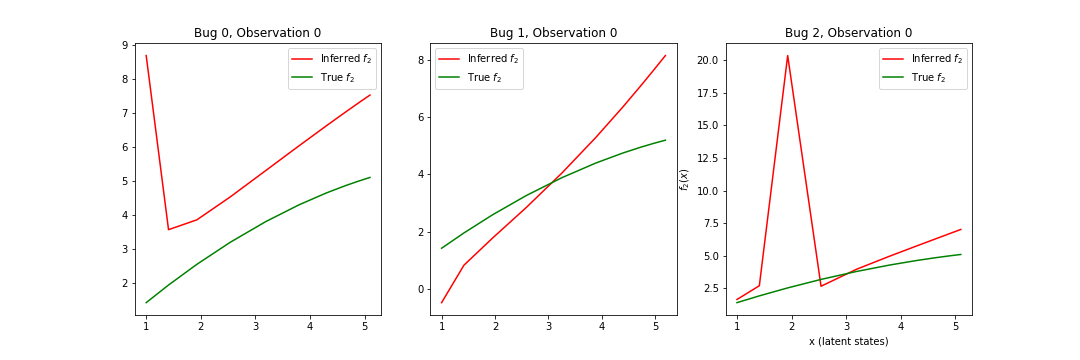 Bug 0, Observation 0
Inferred f₂
True f₂
9
8
7
6
5
4
3
2
1 2 3 4 5
Bug 1, Observation 0
Inferred f₂
True f₂
8
6
4
2
0
1 2 3 4 5
Bug 2, Observation 0
Inferred f₂
True f₂
f₂(x)
20.0
17.5
15.0
12.5
10.0
7.5
5.0
2.5
1 2 3 4 5
x (latent states)